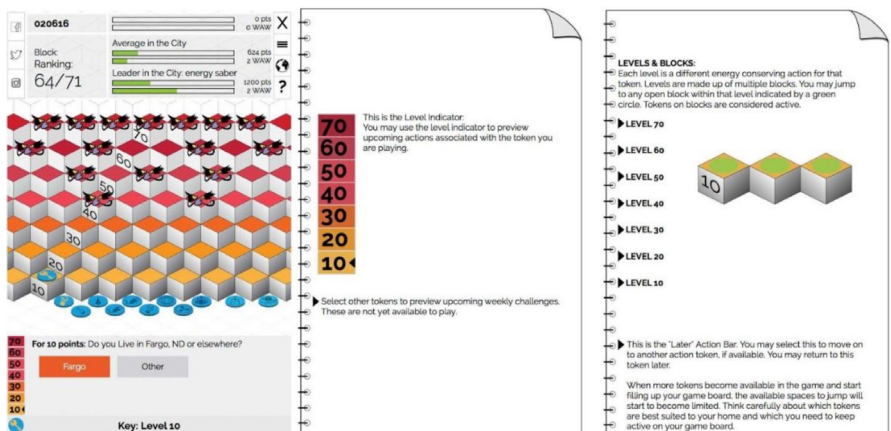 020616
0 pts
0 WAW
Block
Ranking:
64/71
Average in the City
624 pts
2 WAW
Leader in the City: energy saber
1200 pts
2 WAW
?
70
60
50
40
30
20
10
70
60
50
40
30
20
10
For 10 points: Do you Live in Fargo, ND or elsewhere?
Fargo
Other
Key: Level 10
70
60
50
40
30
20
10
This is the Level Indicator:
You may use the level indicator to preview
upcoming actions associated with the token you
are playing.
Select other tokens to preview upcoming weekly challenges.
These are not yet available to play.
LEVELS & BLOCKS:
Each level is a different energy conserving action for that
token. Levels are made up of multiple blocks. You may jump
to any open block within that level indicated by a green
circle. Tokens on blocks are considered active.
LEVEL 70
LEVEL 60
LEVEL 50
LEVEL 40
LEVEL 30
LEVEL 20
LEVEL 10
10
This is the "Later" Action Bar. You may select this to move on
to another action token, if available. You may return to this
token later.
When more tokens become available in the game and start
filling up your game board, the available spaces to jump will
start to become limited. Think carefully about which tokens
are best suited to your home and which you need to keep
active on your game board.